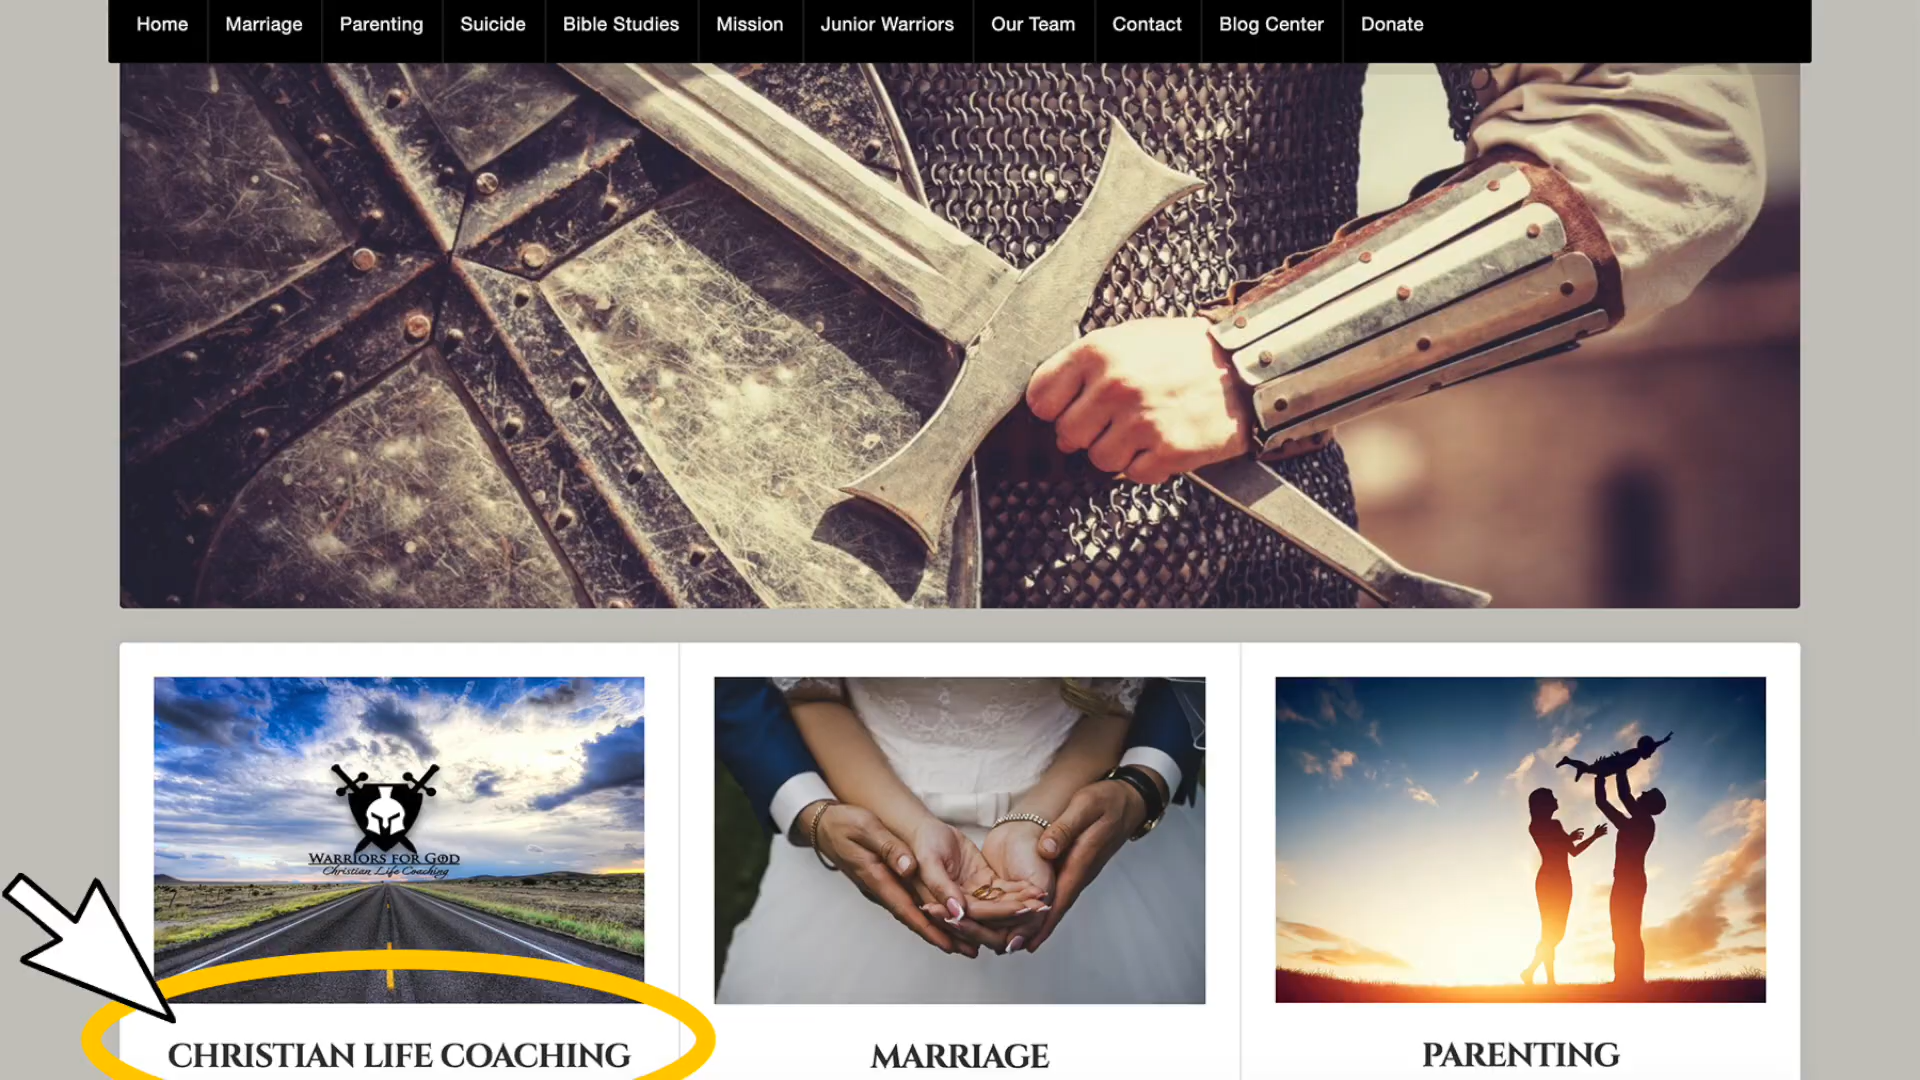 Home Marriage Parenting Suicide Bible Studies Mission Junior Warriors Our Team Contact Blog Center Donate
WARRIORS FOR GOD
Christian Life Coaching
CHRISTIAN LIFE COACHING
MARRIAGE
PARENTING